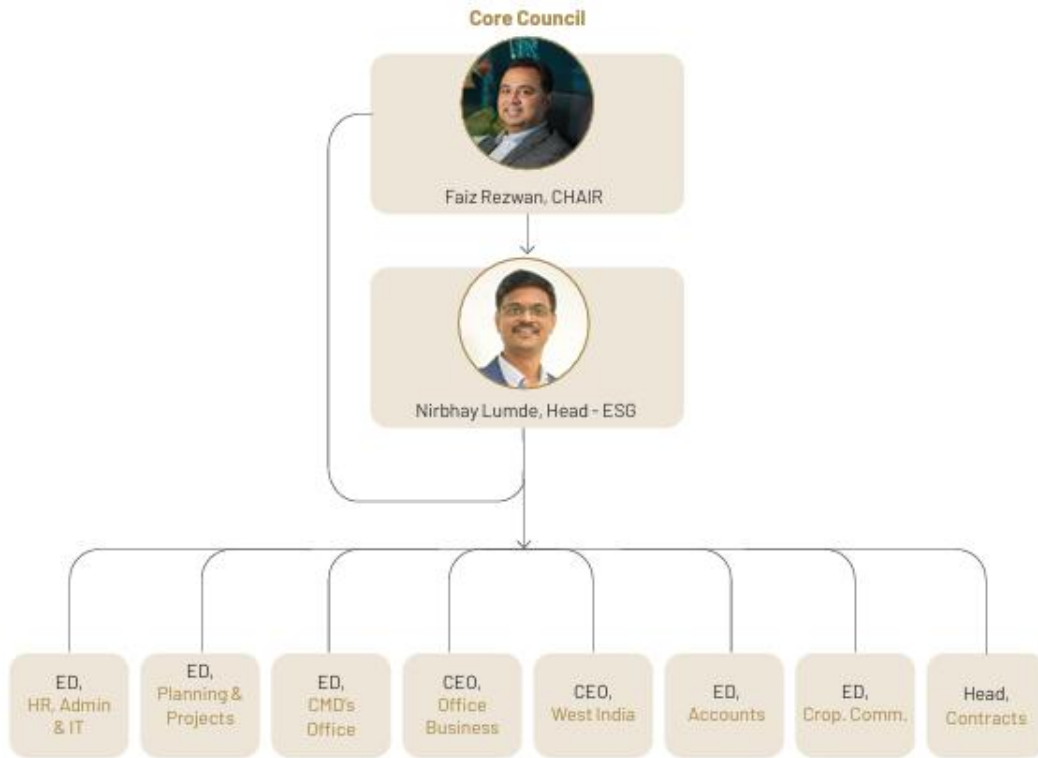 Core Council
Faiz Rezwan, CHAIR
Nirbhay Lumde, Head - ESG
ED,
HR, Admin
& IT
ED,
Planning &
Projects
ED,
CMD's
Office
CEO,
Office
Business
CEO,
West India
ED,
Accounts
ED,
Crop. Comm.
Head,
Contracts